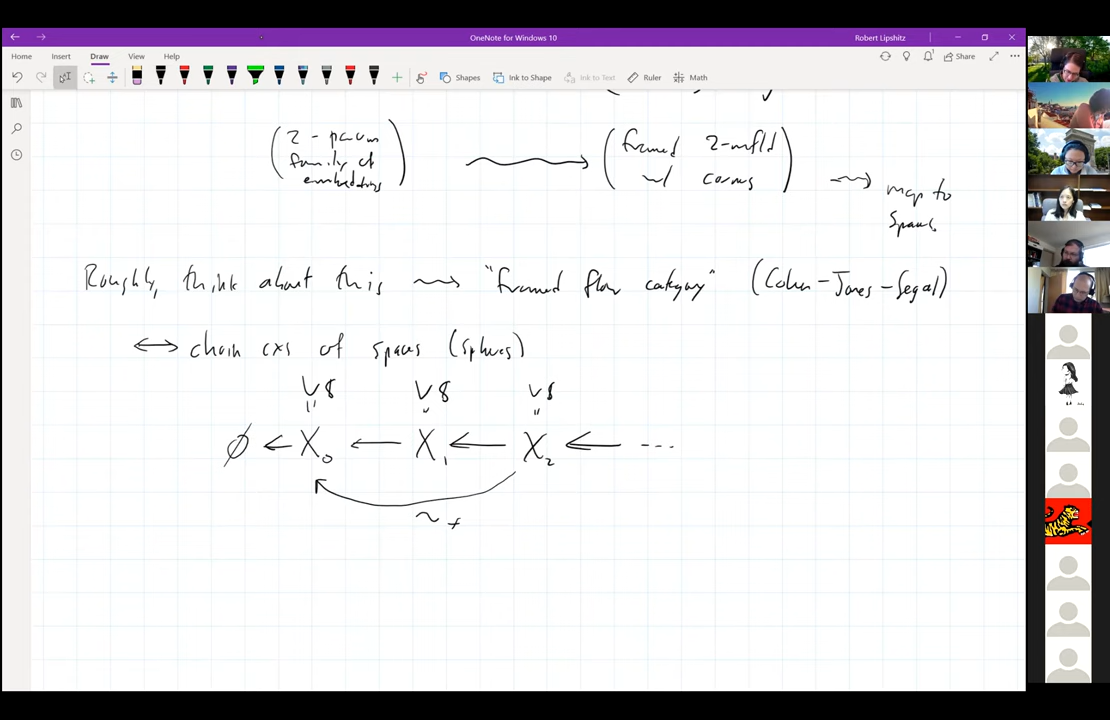 OneNote for Windows 10
Robert Lipshitz
Home Insert Draw View Help
Shapes Ink to Shape Ink to Text Ruler Math Share
2-param family of embeddings
framed 2-mfld w/ corners
map to spaces
Roughly, think about this ⇝ "framed flow category" (Cohen-Jones-Segal)
↔ chain cxs of spaces (spheres)
∅ ← X₀ ← X₁ ← X₂ ← ---
~ *